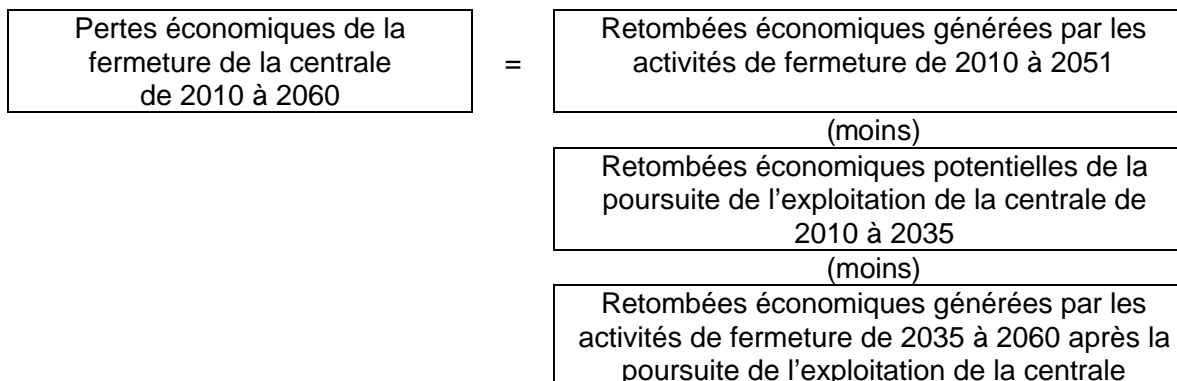 Pertes économiques de la
fermeture de la centrale
de 2010 à 2060
=
Retombées économiques générées par les
activités de fermeture de 2010 à 2051
(moins)
Retombées économiques potentielles de la
poursuite de l’exploitation de la centrale de
2010 à 2035
(moins)
Retombées économiques générées par les
activités de fermeture de 2035 à 2060 après la
poursuite de l’exploitation de la centrale